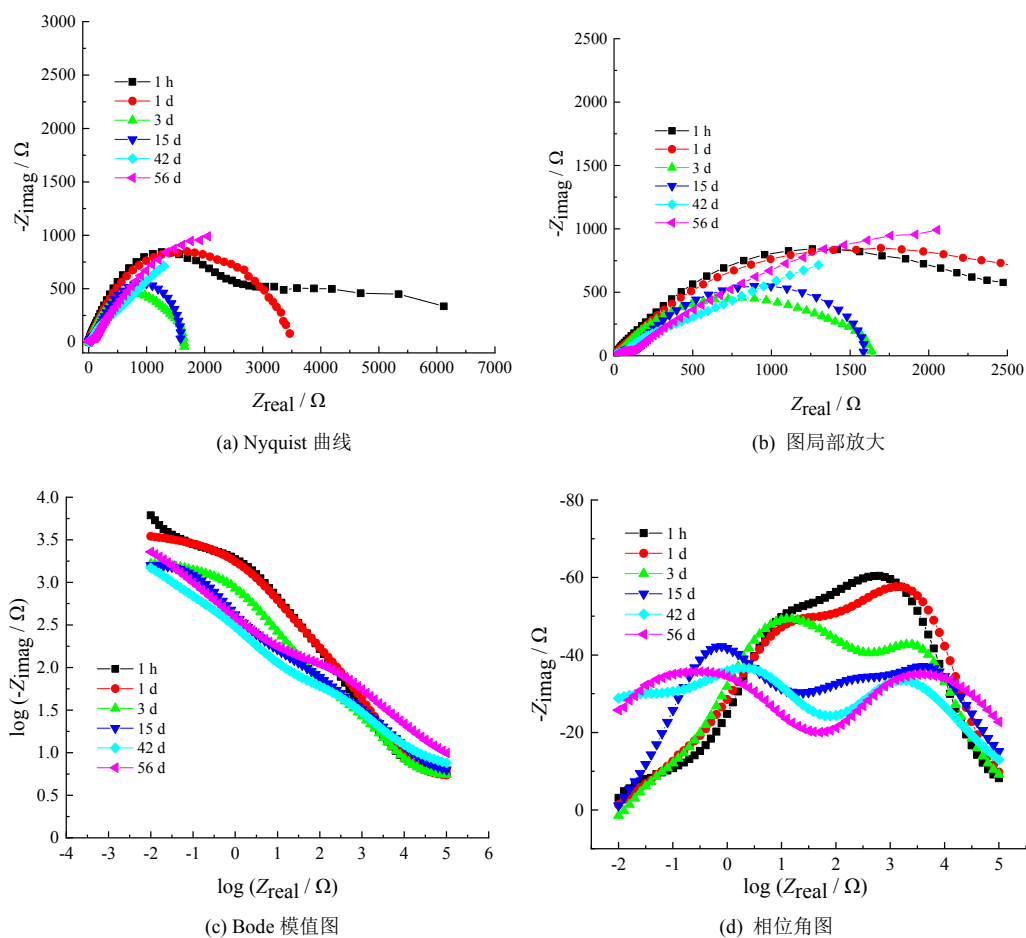 3000
2500
2000
1500
1000
500
0
-Zimag / Ω
1 h
1 d
3 d
15 d
42 d
56 d
0 1000 2000 3000 4000 5000 6000 7000
Zreal / Ω
(a) Nyquist 曲线
2500
2000
1500
1000
500
0
-Zimag / Ω
1 h
1 d
3 d
15 d
42 d
56 d
0 500 1000 1500 2000 2500
Zreal / Ω
(b) 图局部放大
4.0
3.5
3.0
2.5
2.0
1.5
1.0
0.5
0
log (-Zimag / Ω)
1 h
1 d
3 d
15 d
42 d
56 d
-4 -3 -2 -1 0 1 2 3 4 5 6
log (Zreal / Ω)
(c) Bode 模值图
-80
-60
-40
-20
0
-Zimag / Ω
1 h
1 d
3 d
15 d
42 d
56 d
-2 -1 0 1 2 3 4 5
log (Zreal / Ω)
(d) 相位角图